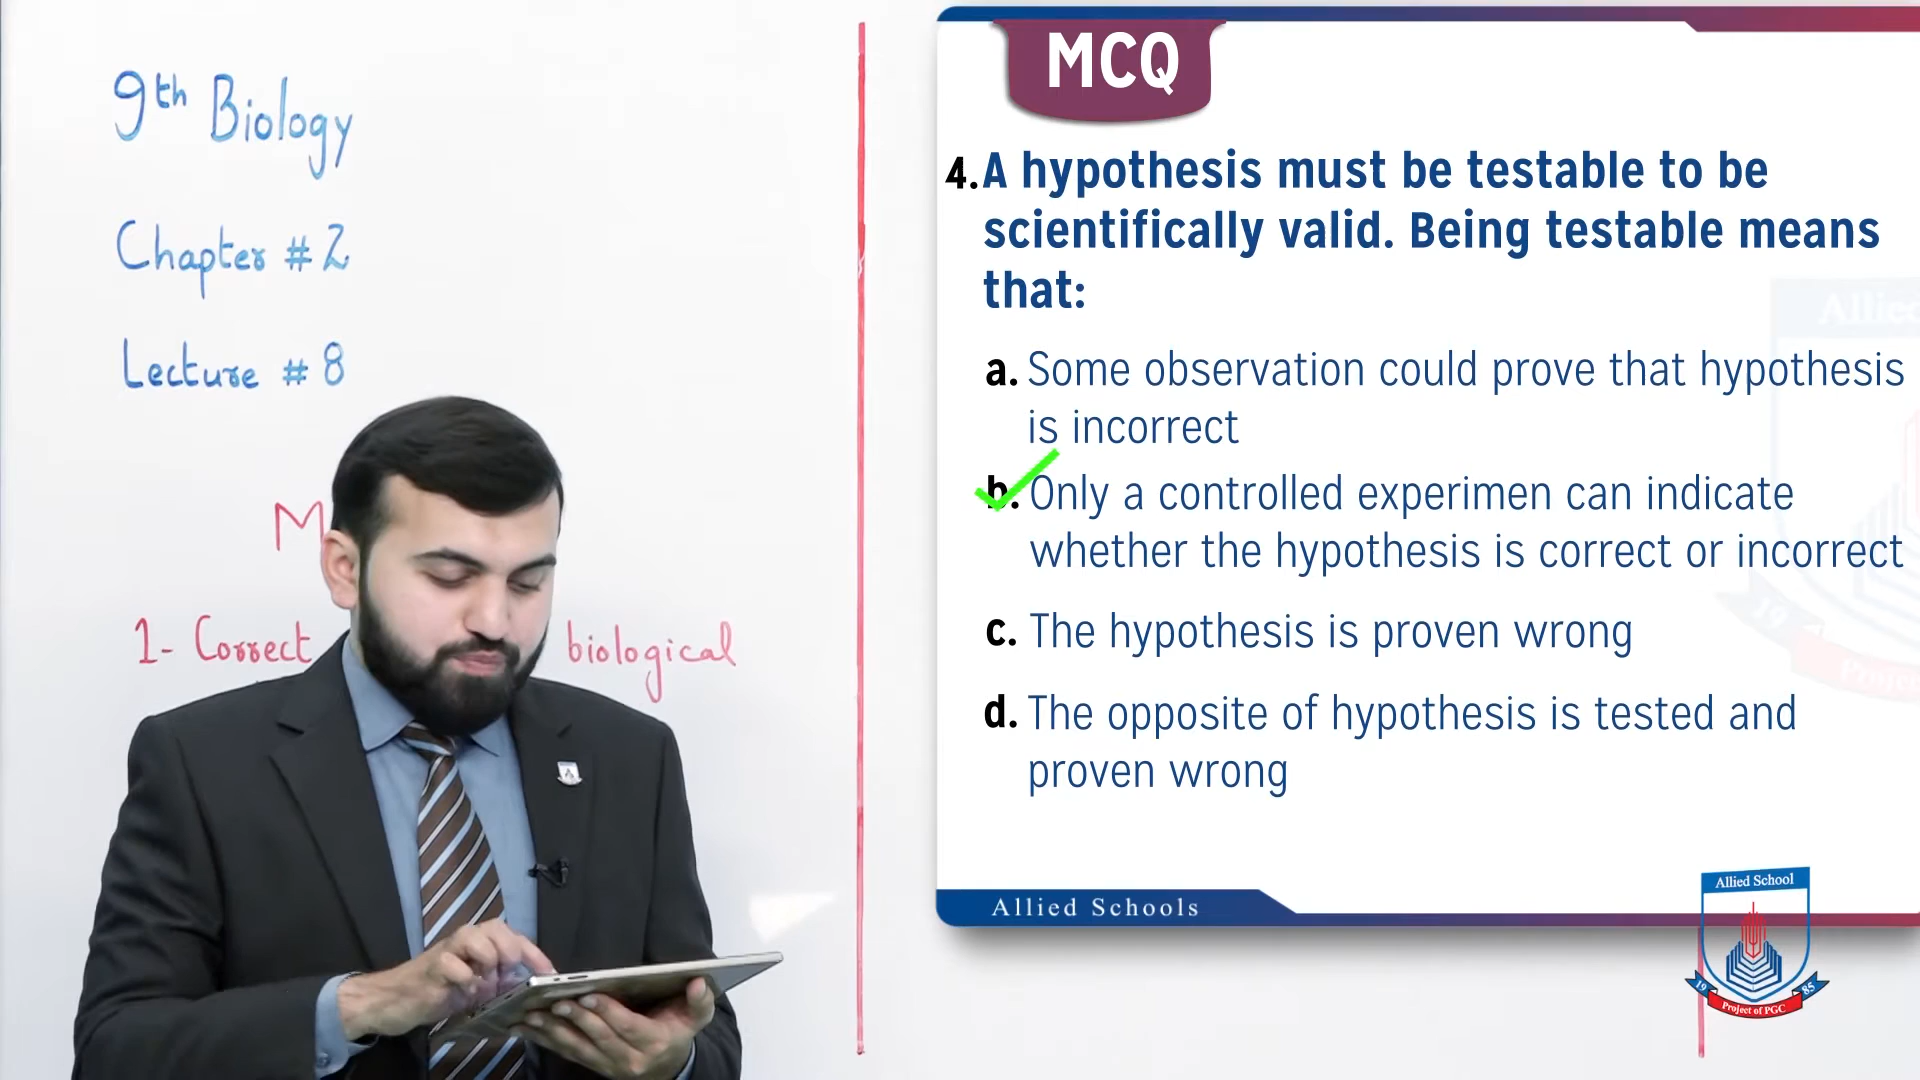 9th Biology
Chapter # 2
Lecture # 8
M
1- Correct biological
MCQ
4. A hypothesis must be testable to be
scientifically valid. Being testable means
that:
a. Some observation could prove that hypothesis
is incorrect
b. Only a controlled experimen can indicate
whether the hypothesis is correct or incorrect
c. The hypothesis is proven wrong
d. The opposite of hypothesis is tested and
proven wrong
Allied Schools
Allied School
19 85
Project of PGC
Allied
19
Project